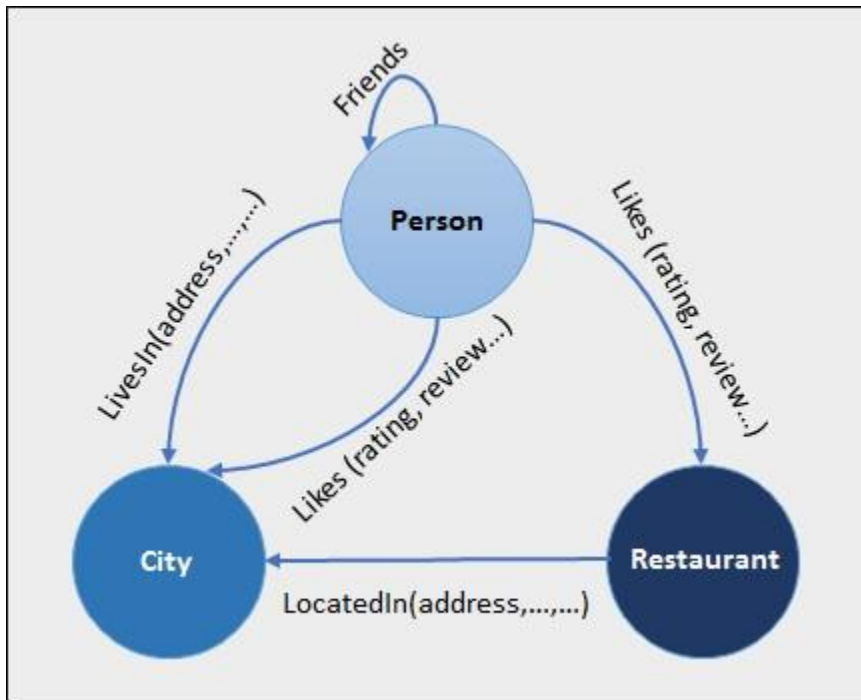 Friends
Person
LivesIn(address,...,...)
Likes (rating, review...)
Likes (rating, review...)
City
Restaurant
LocatedIn(address,...,...)